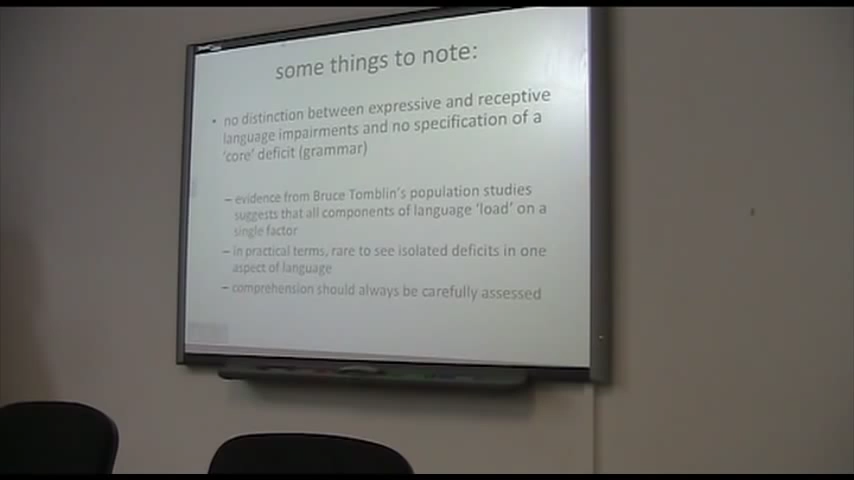 some things to note:
• no distinction between expressive and receptive
language impairments and no specification of a
'core' deficit (grammar)
– evidence from Bruce Tomblin's population studies
suggests that all components of language 'load' on a
single factor
– in practical terms, rare to see isolated deficits in one
aspect of language
– comprehension should always be carefully assessed